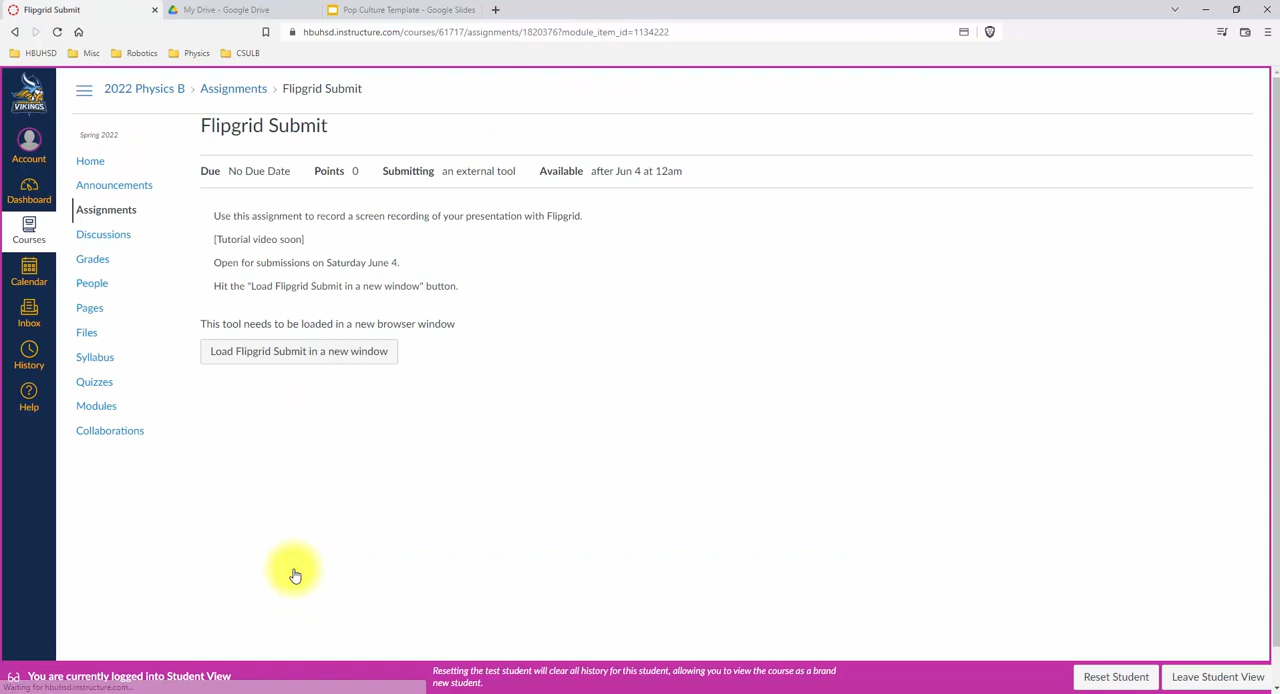 Flipgrid Submit
My Drive - Google Drive
Pop Culture Template - Google Slides
hbuhsd.instructure.com/courses/61717/assignments/1820376?module_item_id=1134222
HBUHSD Misc Robotics Physics CSULB
2022 Physics B > Assignments > Flipgrid Submit
Account
Dashboard
Courses
Calendar
Inbox
History
Help
Spring 2022
Home
Announcements
Assignments
Discussions
Grades
People
Pages
Files
Syllabus
Quizzes
Modules
Collaborations
Flipgrid Submit
Due No Due Date Points 0 Submitting an external tool Available after Jun 4 at 12am
Use this assignment to record a screen recording of your presentation with Flipgrid.
[Tutorial video soon]
Open for submissions on Saturday June 4.
Hit the "Load Flipgrid Submit in a new window" button.
This tool needs to be loaded in a new browser window
Load Flipgrid Submit in a new window
You are currently logged into Student View
Waiting for hbuhsd.instructure.com...
Resetting the test student will clear all history for this student, allowing you to view the course as a brand
new student.
Reset Student
Leave Student View